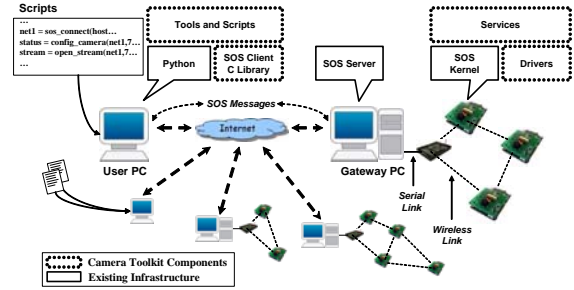 Scripts
…
net1 = sos_connect(host…
status = config_camera(net1,7…
stream = open_stream(net1,7…
…
Tools and Scripts
Python
SOS Client
C Library
SOS Server
Services
SOS
Kernel
Drivers
SOS Messages
Internet
User PC
Gateway PC
Serial
Link
Wireless
Link
Camera Toolkit Components
Existing Infrastructure